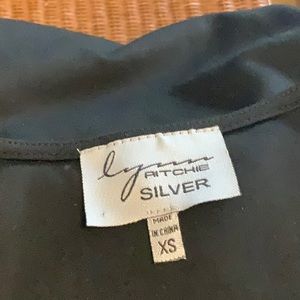 lynn
RITCHIE
SILVER
MADE
IN CHINA
XS